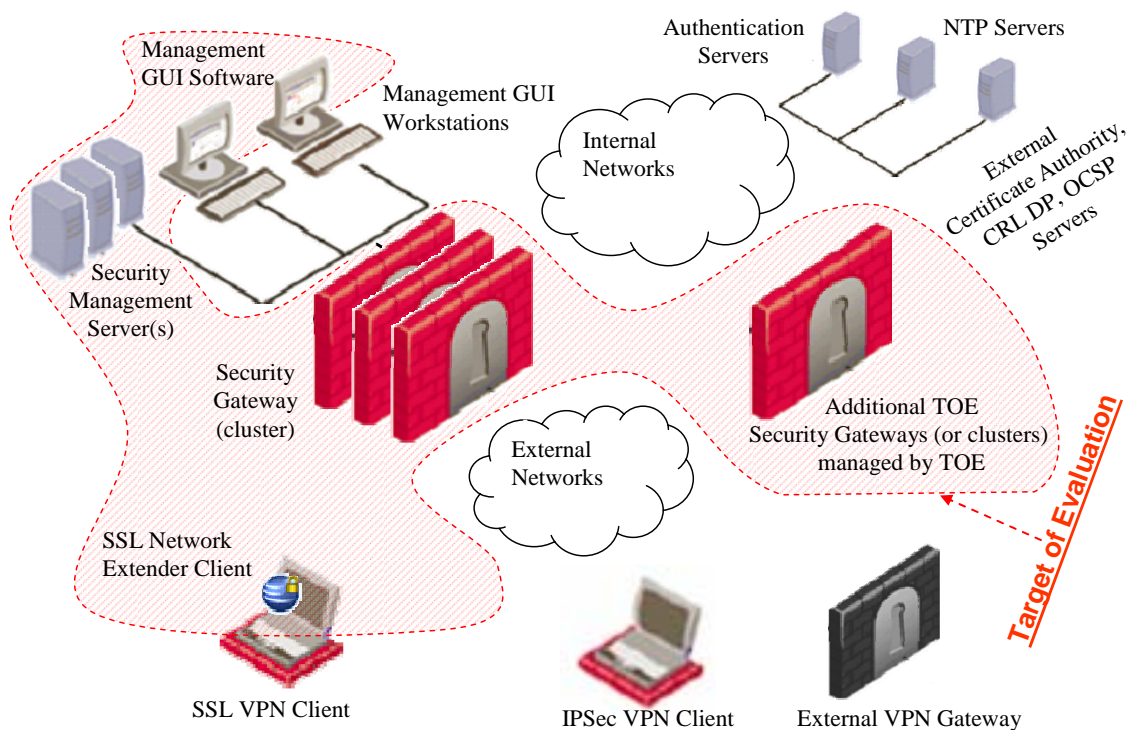 Management
GUI Software
Management GUI
Workstations
Authentication
Servers
NTP Servers
External
Certificate Authority,
CRL DP, OCSP
Servers
Internal
Networks
Security
Management
Server(s)
Security
Gateway
(cluster)
Additional TOE
Security Gateways (or clusters)
managed by TOE
External
Networks
Target of Evaluation
SSL Network
Extender Client
SSL VPN Client
IPSec VPN Client
External VPN Gateway